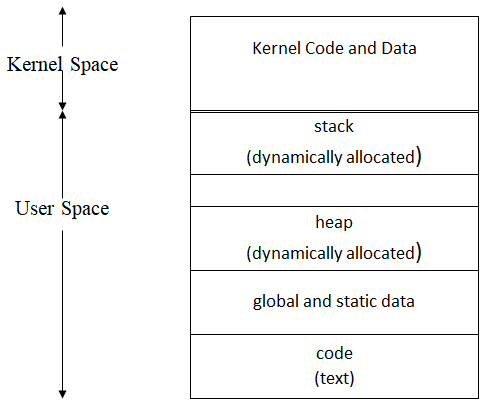 Kernel Space
Kernel Code and Data
User Space
stack
(dynamically allocated)
heap
(dynamically allocated)
global and static data
code
(text)